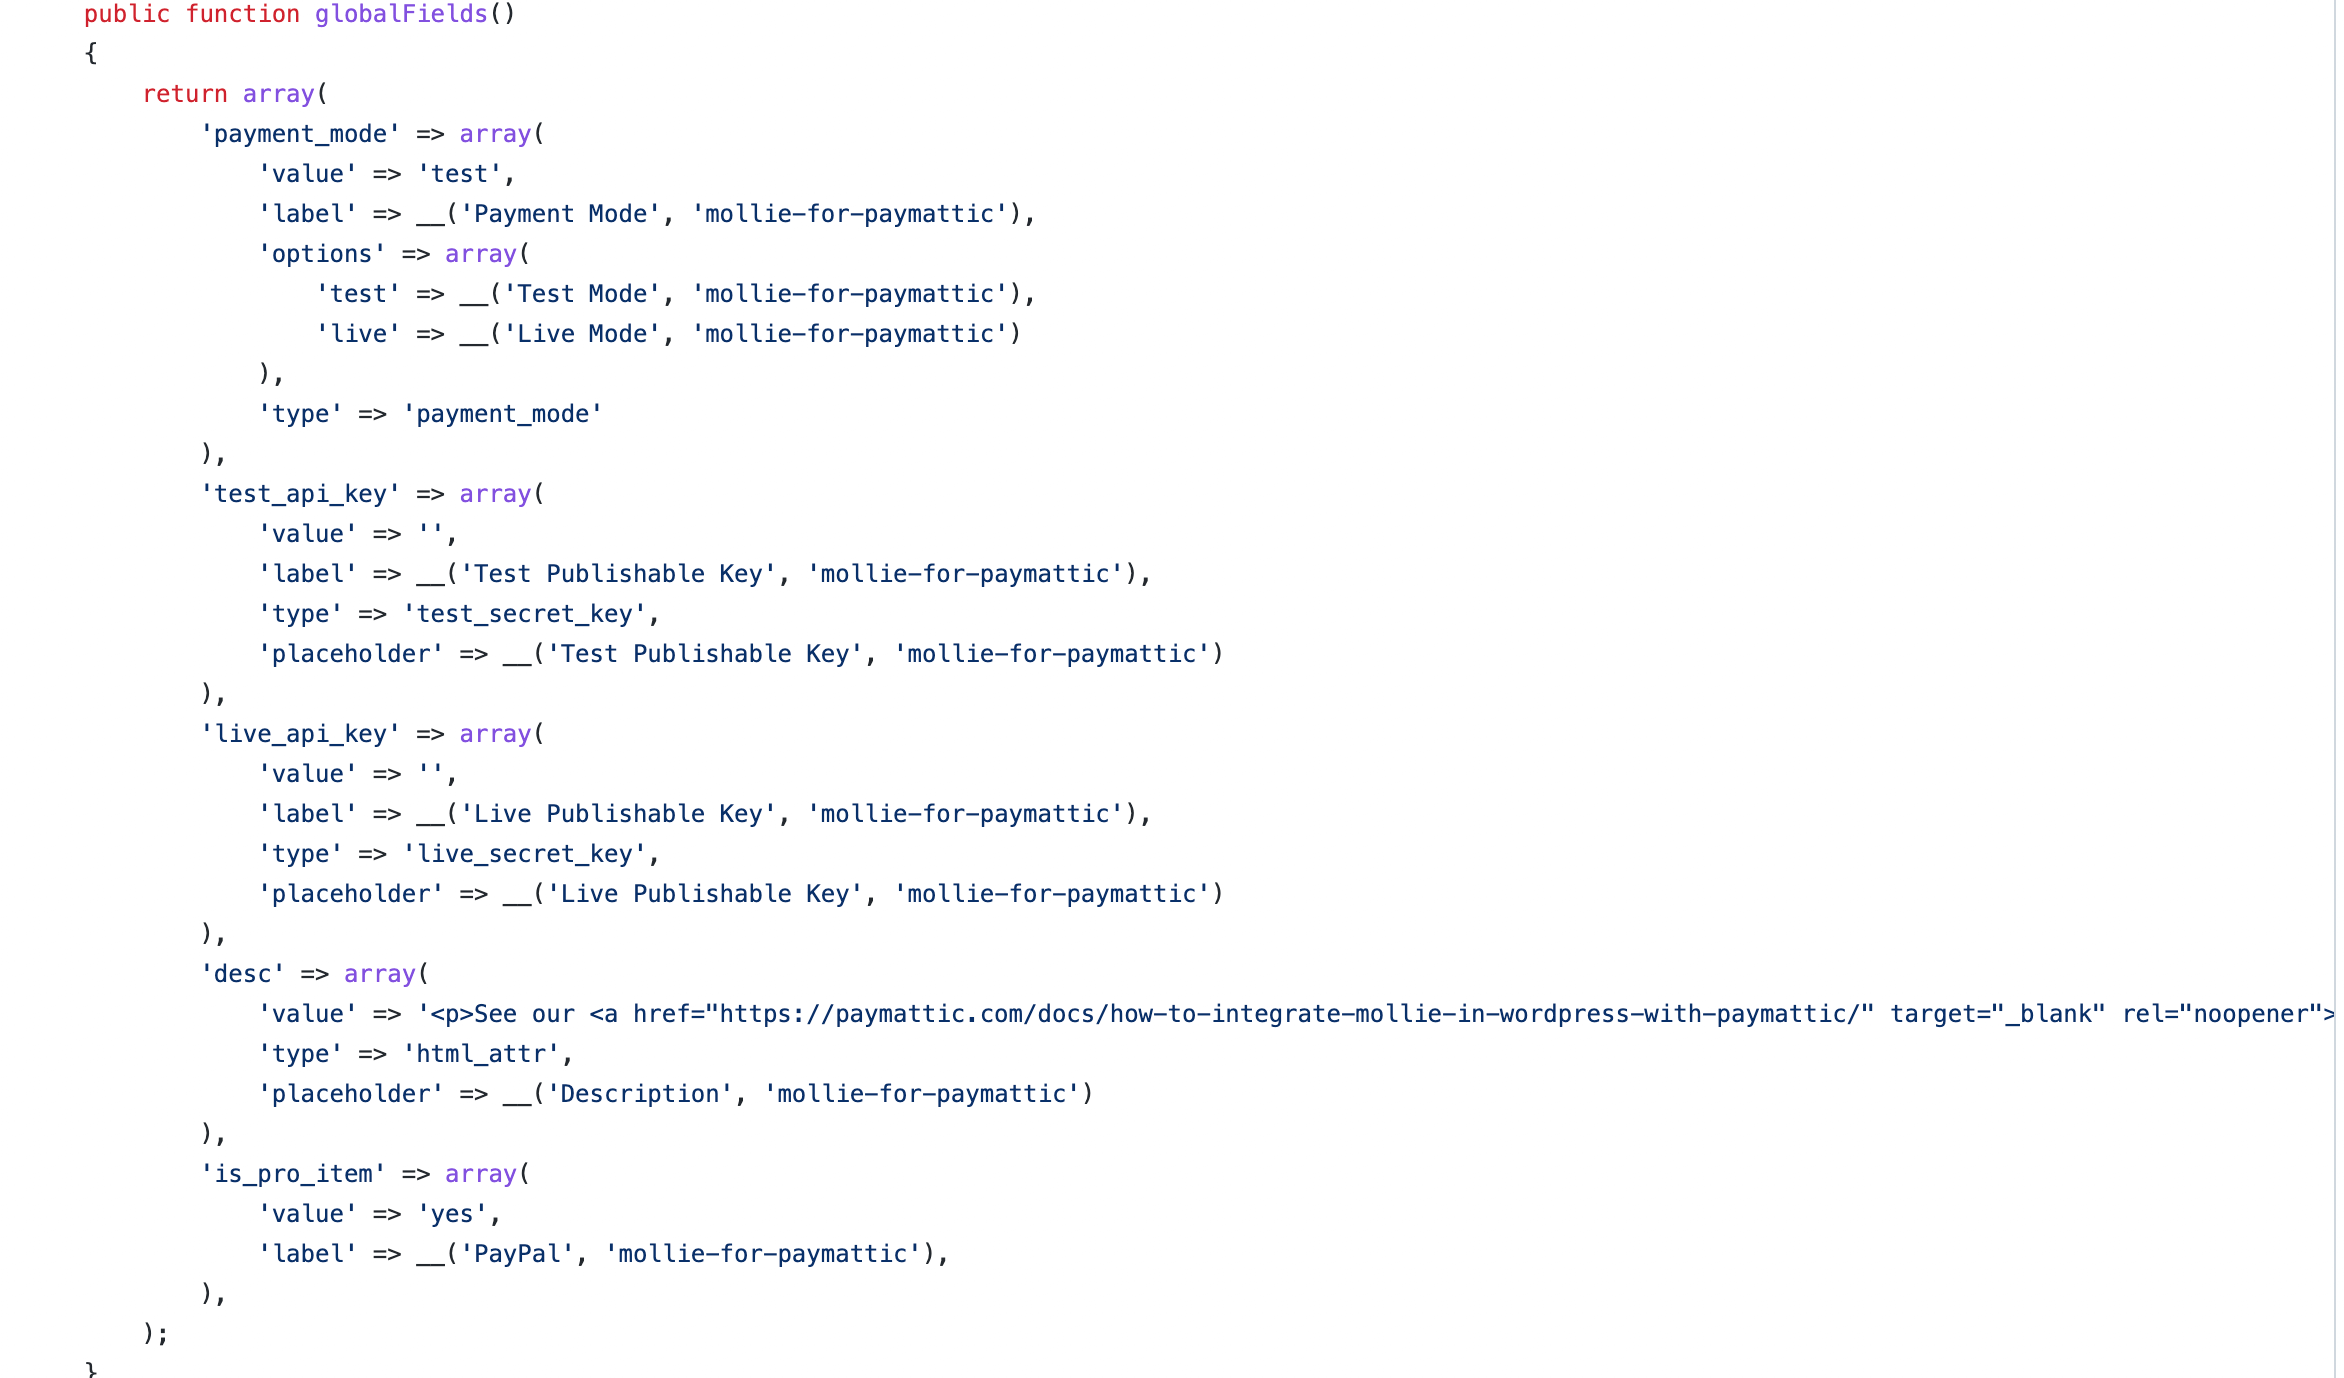 public function globalFields()
{
    return array(
        'payment_mode' => array(
            'value' => 'test',
            'label' => __('Payment Mode', 'mollie-for-paymattic'),
            'options' => array(
                'test' => __('Test Mode', 'mollie-for-paymattic'),
                'live' => __('Live Mode', 'mollie-for-paymattic')
            ),
            'type' => 'payment_mode'
        ),
        'test_api_key' => array(
            'value' => '',
            'label' => __('Test Publishable Key', 'mollie-for-paymattic'),
            'type' => 'test_secret_key',
            'placeholder' => __('Test Publishable Key', 'mollie-for-paymattic')
        ),
        'live_api_key' => array(
            'value' => '',
            'label' => __('Live Publishable Key', 'mollie-for-paymattic'),
            'type' => 'live_secret_key',
            'placeholder' => __('Live Publishable Key', 'mollie-for-paymattic')
        ),
        'desc' => array(
            'value' => '<p>See our <a href="https://paymattic.com/docs/how-to-integrate-mollie-in-wordpress-with-paymattic/" target="_blank" rel="noopener">
            'type' => 'html_attr',
            'placeholder' => __('Description', 'mollie-for-paymattic')
        ),
        'is_pro_item' => array(
            'value' => 'yes',
            'label' => __('PayPal', 'mollie-for-paymattic'),
        ),
    );
}